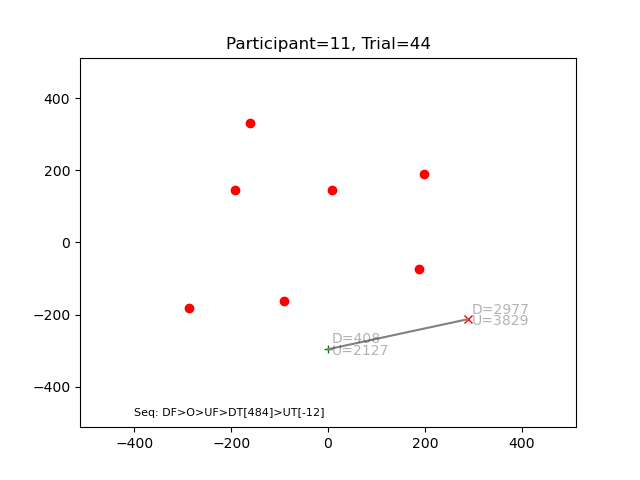 Participant=11, Trial=44
400
200
0
−200
−400
D=2977
U=3829
D=408
U=2127
Seq: DF>O>UF>DT[484]>UT[-12]
−400
−200
0
200
400